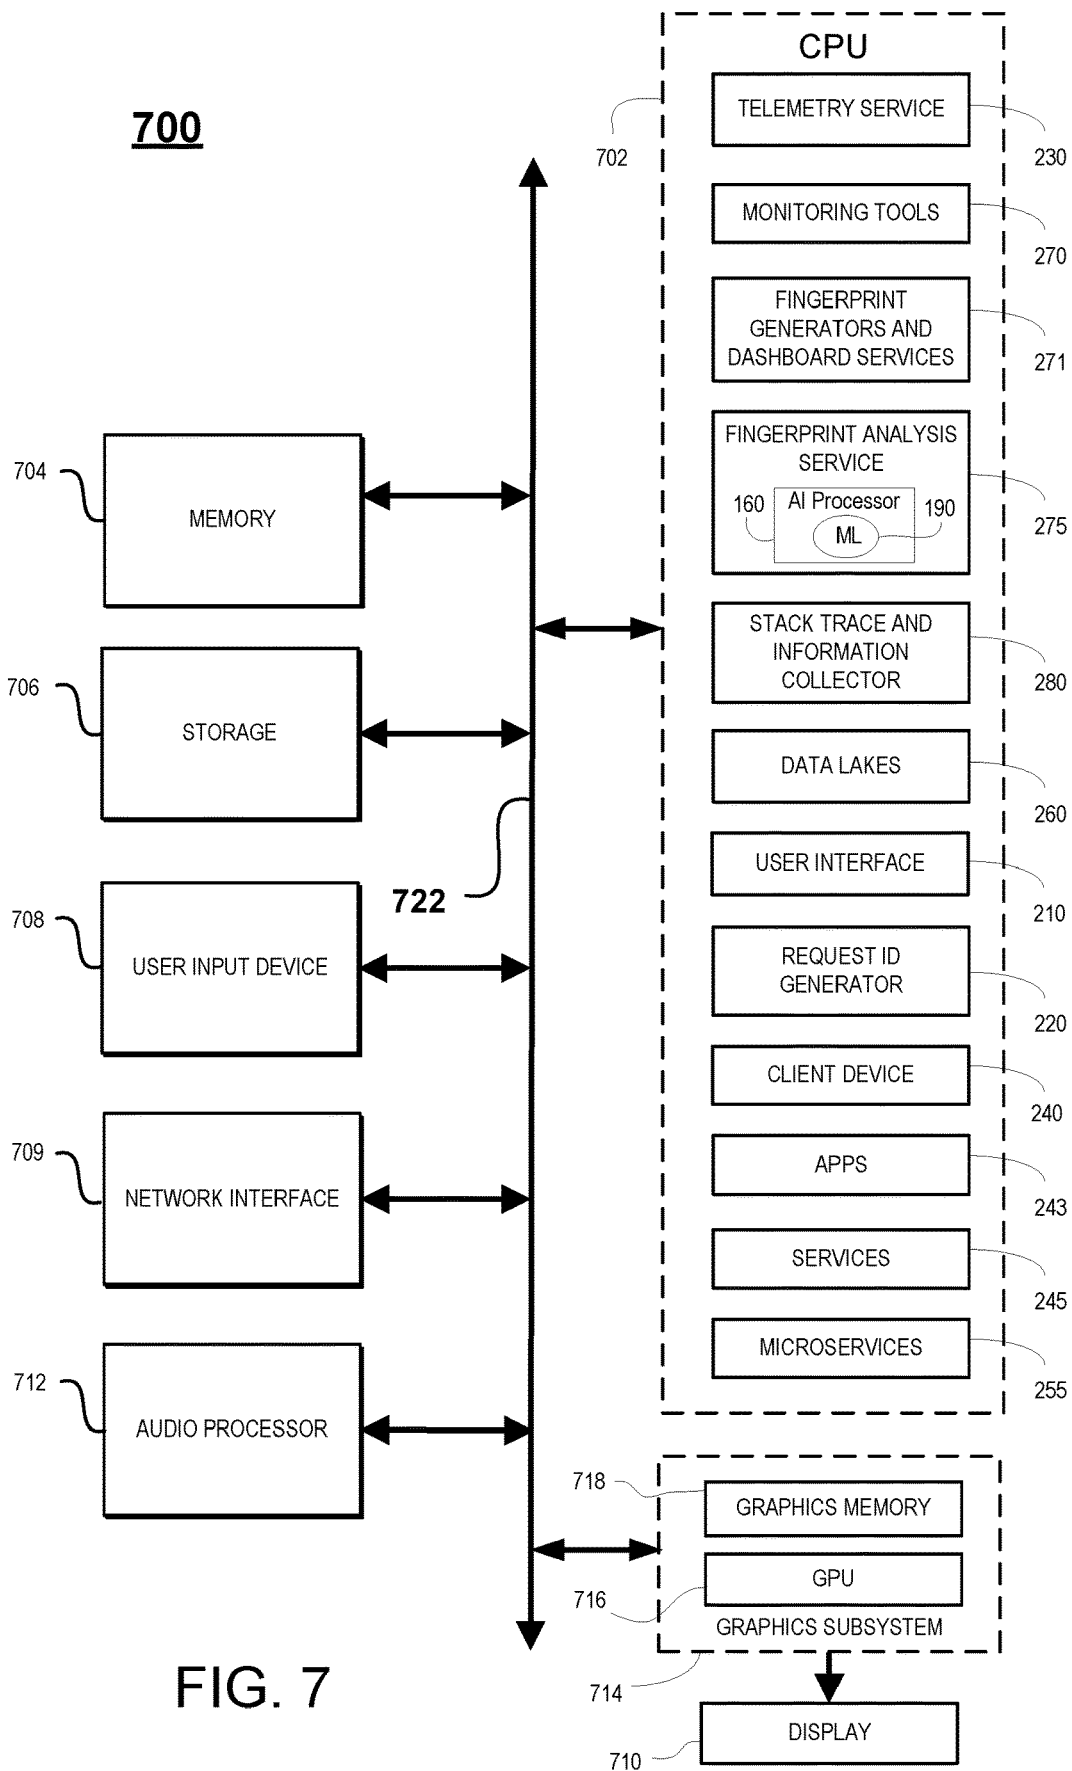 700
CPU
702
TELEMETRY SERVICE
230
MONITORING TOOLS
270
FINGERPRINT
GENERATORS AND
DASHBOARD SERVICES
271
FINGERPRINT ANALYSIS
SERVICE
160
AI Processor
190
ML
275
STACK TRACE AND
INFORMATION
COLLECTOR
280
DATA LAKES
260
USER INTERFACE
210
REQUEST ID
GENERATOR
220
CLIENT DEVICE
240
APPS
243
SERVICES
245
MICROSERVICES
255
704
MEMORY
706
STORAGE
722
708
USER INPUT DEVICE
709
NETWORK INTERFACE
712
AUDIO PROCESSOR
718
GRAPHICS MEMORY
716
GPU
GRAPHICS SUBSYSTEM
714
710
DISPLAY
FIG. 7